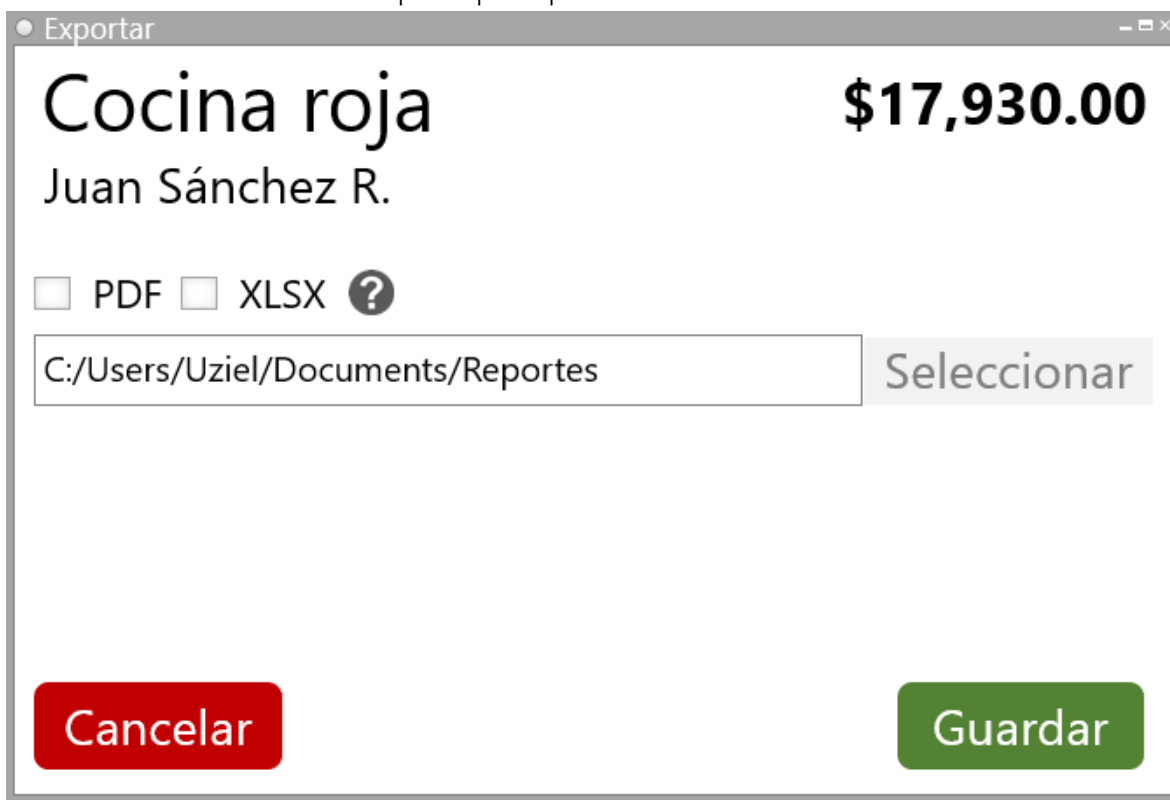 Exportar
Cocina roja
$17,930.00
Juan Sánchez R.
PDF XLSX ?
C:/Users/Uziel/Documents/Reportes
Seleccionar
Cancelar
Guardar